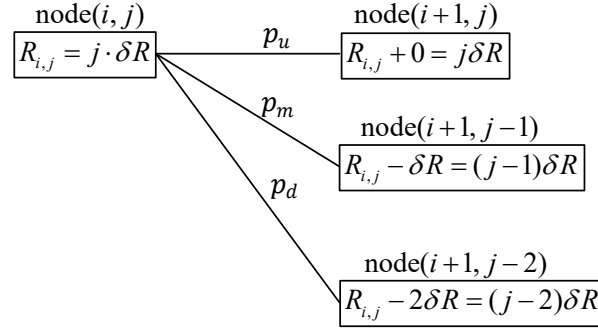 node(i, j)
R_{i,j} = j · δR
p_u
node(i+1, j)
R_{i,j} + 0 = jδR
p_m
node(i+1, j−1)
R_{i,j} − δR = (j−1)δR
p_d
node(i+1, j−2)
R_{i,j} − 2δR = (j−2)δR